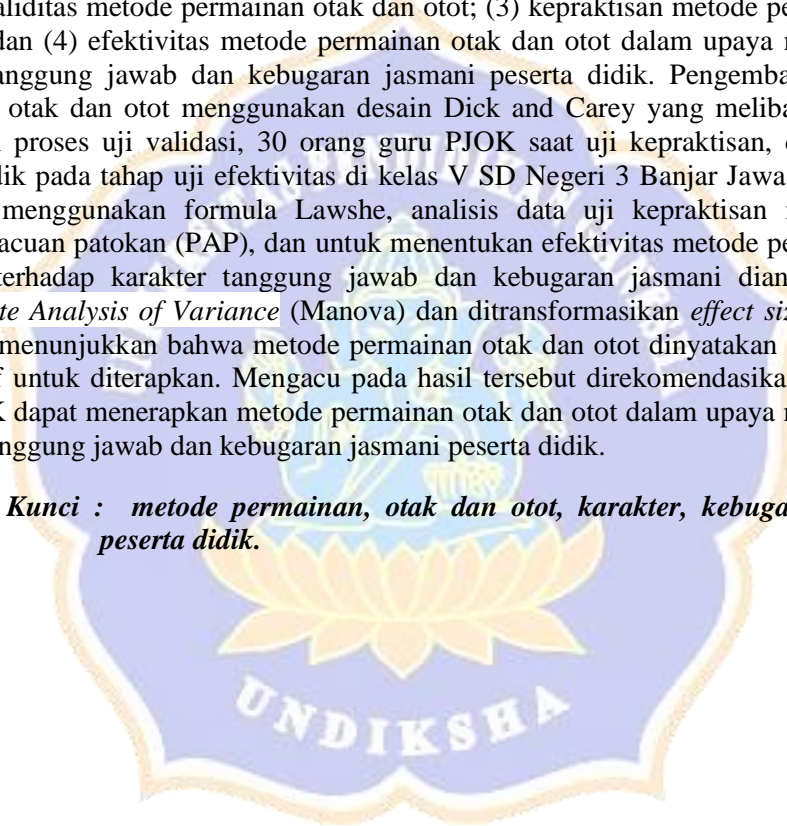 aliditas metode permainan otak dan otot; (3) kepraktisan metode pe
dan (4) efektivitas metode permainan otak dan otot dalam upaya
anggung jawab dan kebugaran jasmani peserta didik. Pengemba
otak dan otot menggunakan desain Dick and Carey yang meliba
proses uji validasi, 30 orang guru PJOK saat uji kepraktisan,
dik pada tahap uji efektivitas di kelas V SD Negeri 3 Banjar Jawa
menggunakan formula Lawshe, analisis data uji kepraktisan
acuan patokan (PAP), dan untuk menentukan efektivitas metode pe
terhadap karakter tanggung jawab dan kebugaran jasmani dian
te Analysis of Variance (Manova) dan ditransformasikan effect siz
menunjukkan bahwa metode permainan otak dan otot dinyatakan
f untuk diterapkan. Mengacu pada hasil tersebut direkomendasika
K dapat menerapkan metode permainan otak dan otot dalam upaya
nggung jawab dan kebugaran jasmani peserta didik.
Kunci : metode permainan, otak dan otot, karakter, kebuga
peserta didik.
UNDIKSHA